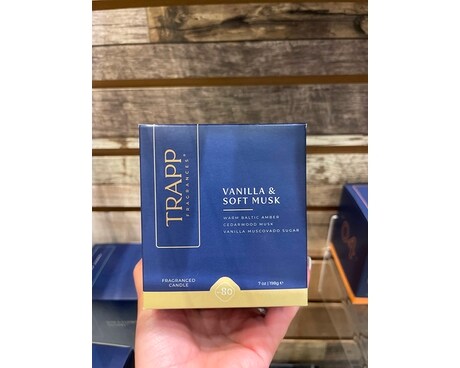 TRAPP
FRAGRANCES®
VANILLA &
SOFT MUSK
WARM BALTIC AMBER
CEDARWOOD MUSK
VANILLA MUSCOVADO SUGAR
FRAGRANCED
CANDLE
7 oz / 198g ℮